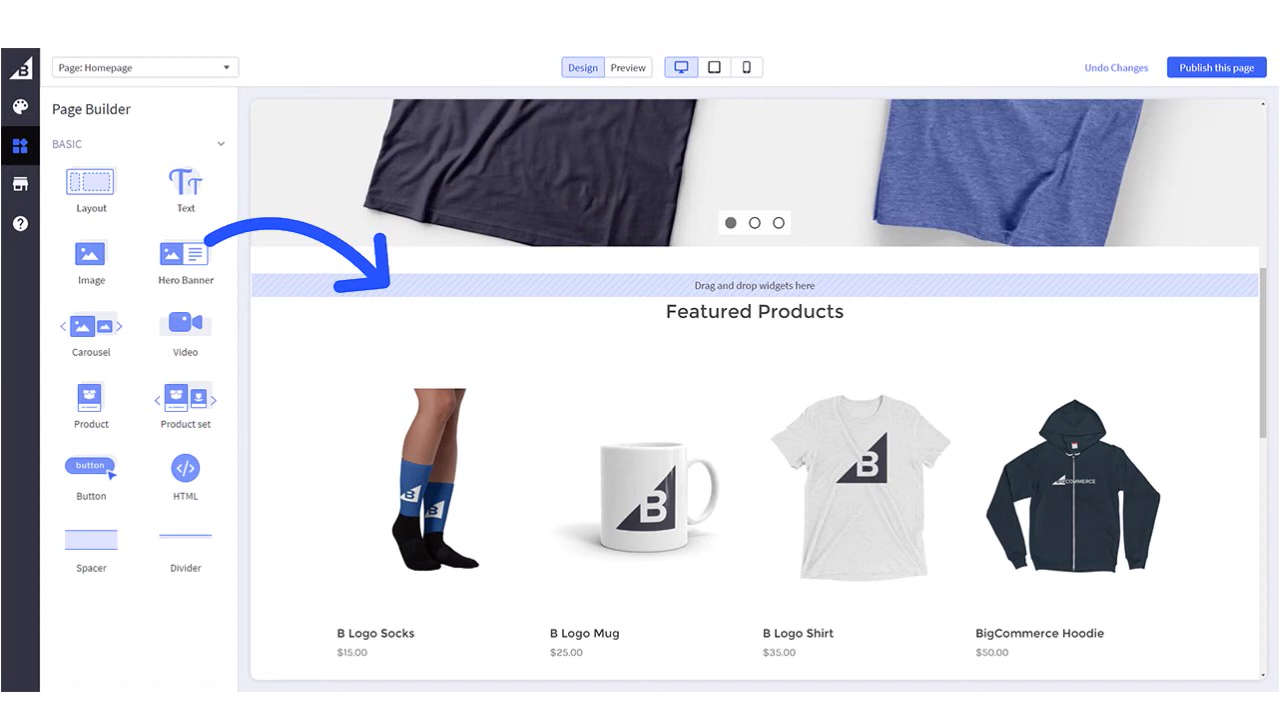 Page: Homepage
Design
Preview
Undo Changes
Publish this page
Page Builder
BASIC
Layout
Text
Image
Hero Banner
Carousel
Video
Product
Product set
button
Button
HTML
Spacer
Divider
Drag and drop widgets here
Featured Products
B
B
B
B
BIGCOMMERCE
B Logo Socks
$15.00
B Logo Mug
$25.00
B Logo Shirt
$35.00
BigCommerce Hoodie
$50.00